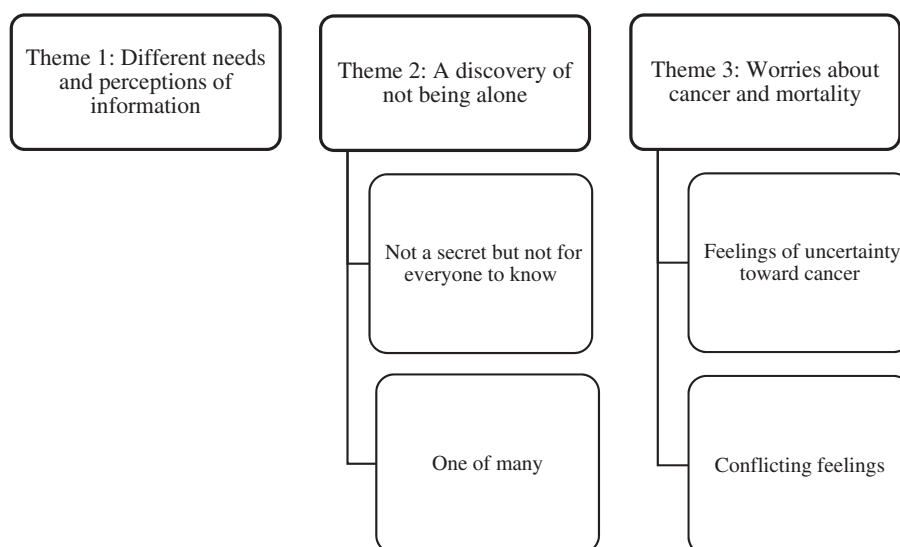 Theme 1: Different needs
and perceptions of
information
Theme 2: A discovery of
not being alone
Theme 3: Worries about
cancer and mortality
Not a secret but not for
everyone to know
Feelings of uncertainty
toward cancer
One of many
Conflicting feelings